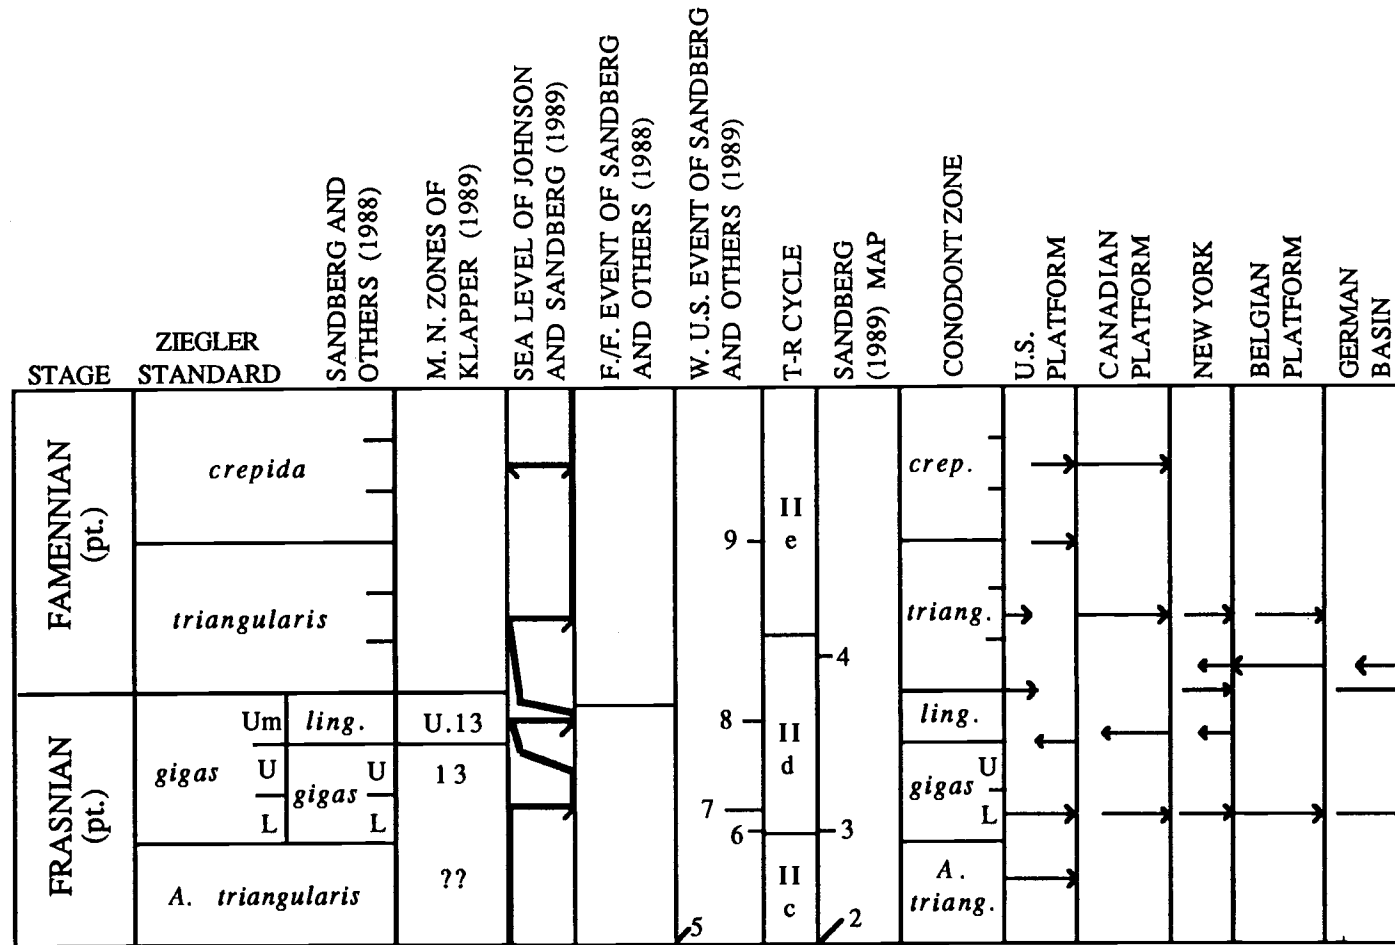 STAGE
ZIEGLER
STANDARD
SANDBERG AND
OTHERS (1988)
M. N. ZONES OF
KLAPPER (1989)
SEA LEVEL OF JOHNSON
AND SANDBERG (1989)
F./F. EVENT OF SANDBERG
AND OTHERS (1988)
W. U.S. EVENT OF SANDBERG
AND OTHERS (1989)
T-R CYCLE
SANDBERG
(1989) MAP
CONODONT ZONE
U.S.
PLATFORM
CANADIAN
PLATFORM
NEW YORK
BELGIAN
PLATFORM
GERMAN
BASIN
FAMENNIAN
(pt.)
crepida
triangularis
FRASNIAN
(pt.)
gigas
Um
U
L
ling.
gigas
U
L
A. triangularis
U.13
13
??
9
8
7
6
5
II
e
II
d
II
c
4
3
2
crep.
triang.
ling.
gigas
U
L
A.
triang.